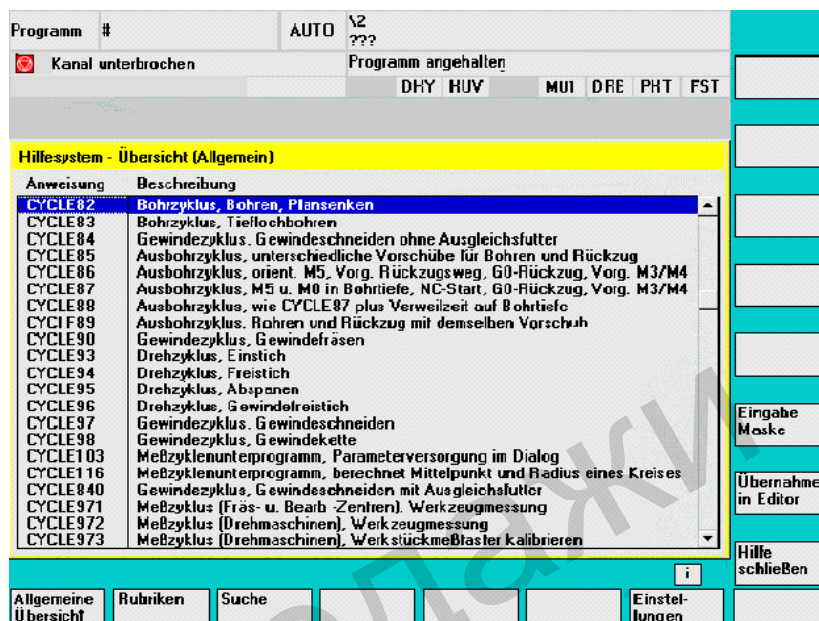 Programm # AUTO \2
???
Kanal unterbrochen Programm angehalten
DRY ROV M01 DRF PRT FST
Hilfesystem - Übersicht (Allgemein)
Anweisung Beschreibung
CYCLE82 Bohrzyklus, Bohren, Plansenken
CYCLE83 Bohrzyklus, Tieflochbohren
CYCLE84 Gewindezyklus. Gewindeschneiden ohne Ausgleichsfutter
CYCLE85 Ausbohrzyklus, unterschiedliche Vorschübe für Bohren und Rückzug
CYCLE86 Ausbohrzyklus, orient. M5, Vorg. Rückzugsweg, G0-Rückzug, Vorg. M3/M4
CYCLE87 Ausbohrzyklus, M5 u. M0 in Bohrtiefe, NC-Start, G0-Rückzug, Vorg. M3/M4
CYCLE88 Ausbohrzyklus, wie CYCLE87 plus Verweilzeit auf Bohrtiefe
CYCLE89 Ausbohrzyklus. Bohren und Rückzug mit demselben Vorschub
CYCLE90 Gewindezyklus, Gewindefräsen
CYCLE93 Drehzyklus, Einstich
CYCLE94 Drehzyklus, Freistich
CYCLE95 Drehzyklus, Abspanen
CYCLE96 Drehzyklus, Gewindefreistich
CYCLE97 Gewindezyklus. Gewindeschneiden
CYCLE98 Gewindezyklus, Gewindekette
CYCLE103 Meßzyklenunterprogramm, Parameterversorgung im Dialog
CYCLE116 Meßzyklenunterprogramm, berechnet Mittelpunkt und Radius eines Kreises
CYCLE840 Gewindezyklus, Gewindeschneiden mit Ausgleichsfutter
CYCLE971 Meßzyklus (Fräs- u. Bearb.-Zentren), Werkzeugmessung
CYCLE972 Meßzyklus (Drehmaschinen), Werkzeugmessung
CYCLE973 Meßzyklus (Drehmaschinen), Werkstückmeßtaster kalibrieren
Eingabe
Maske
Übernahme
in Editor
Hilfe
schließen
i
Allgemeine
Übersicht
Rubriken
Suche
Einstel-
lungen